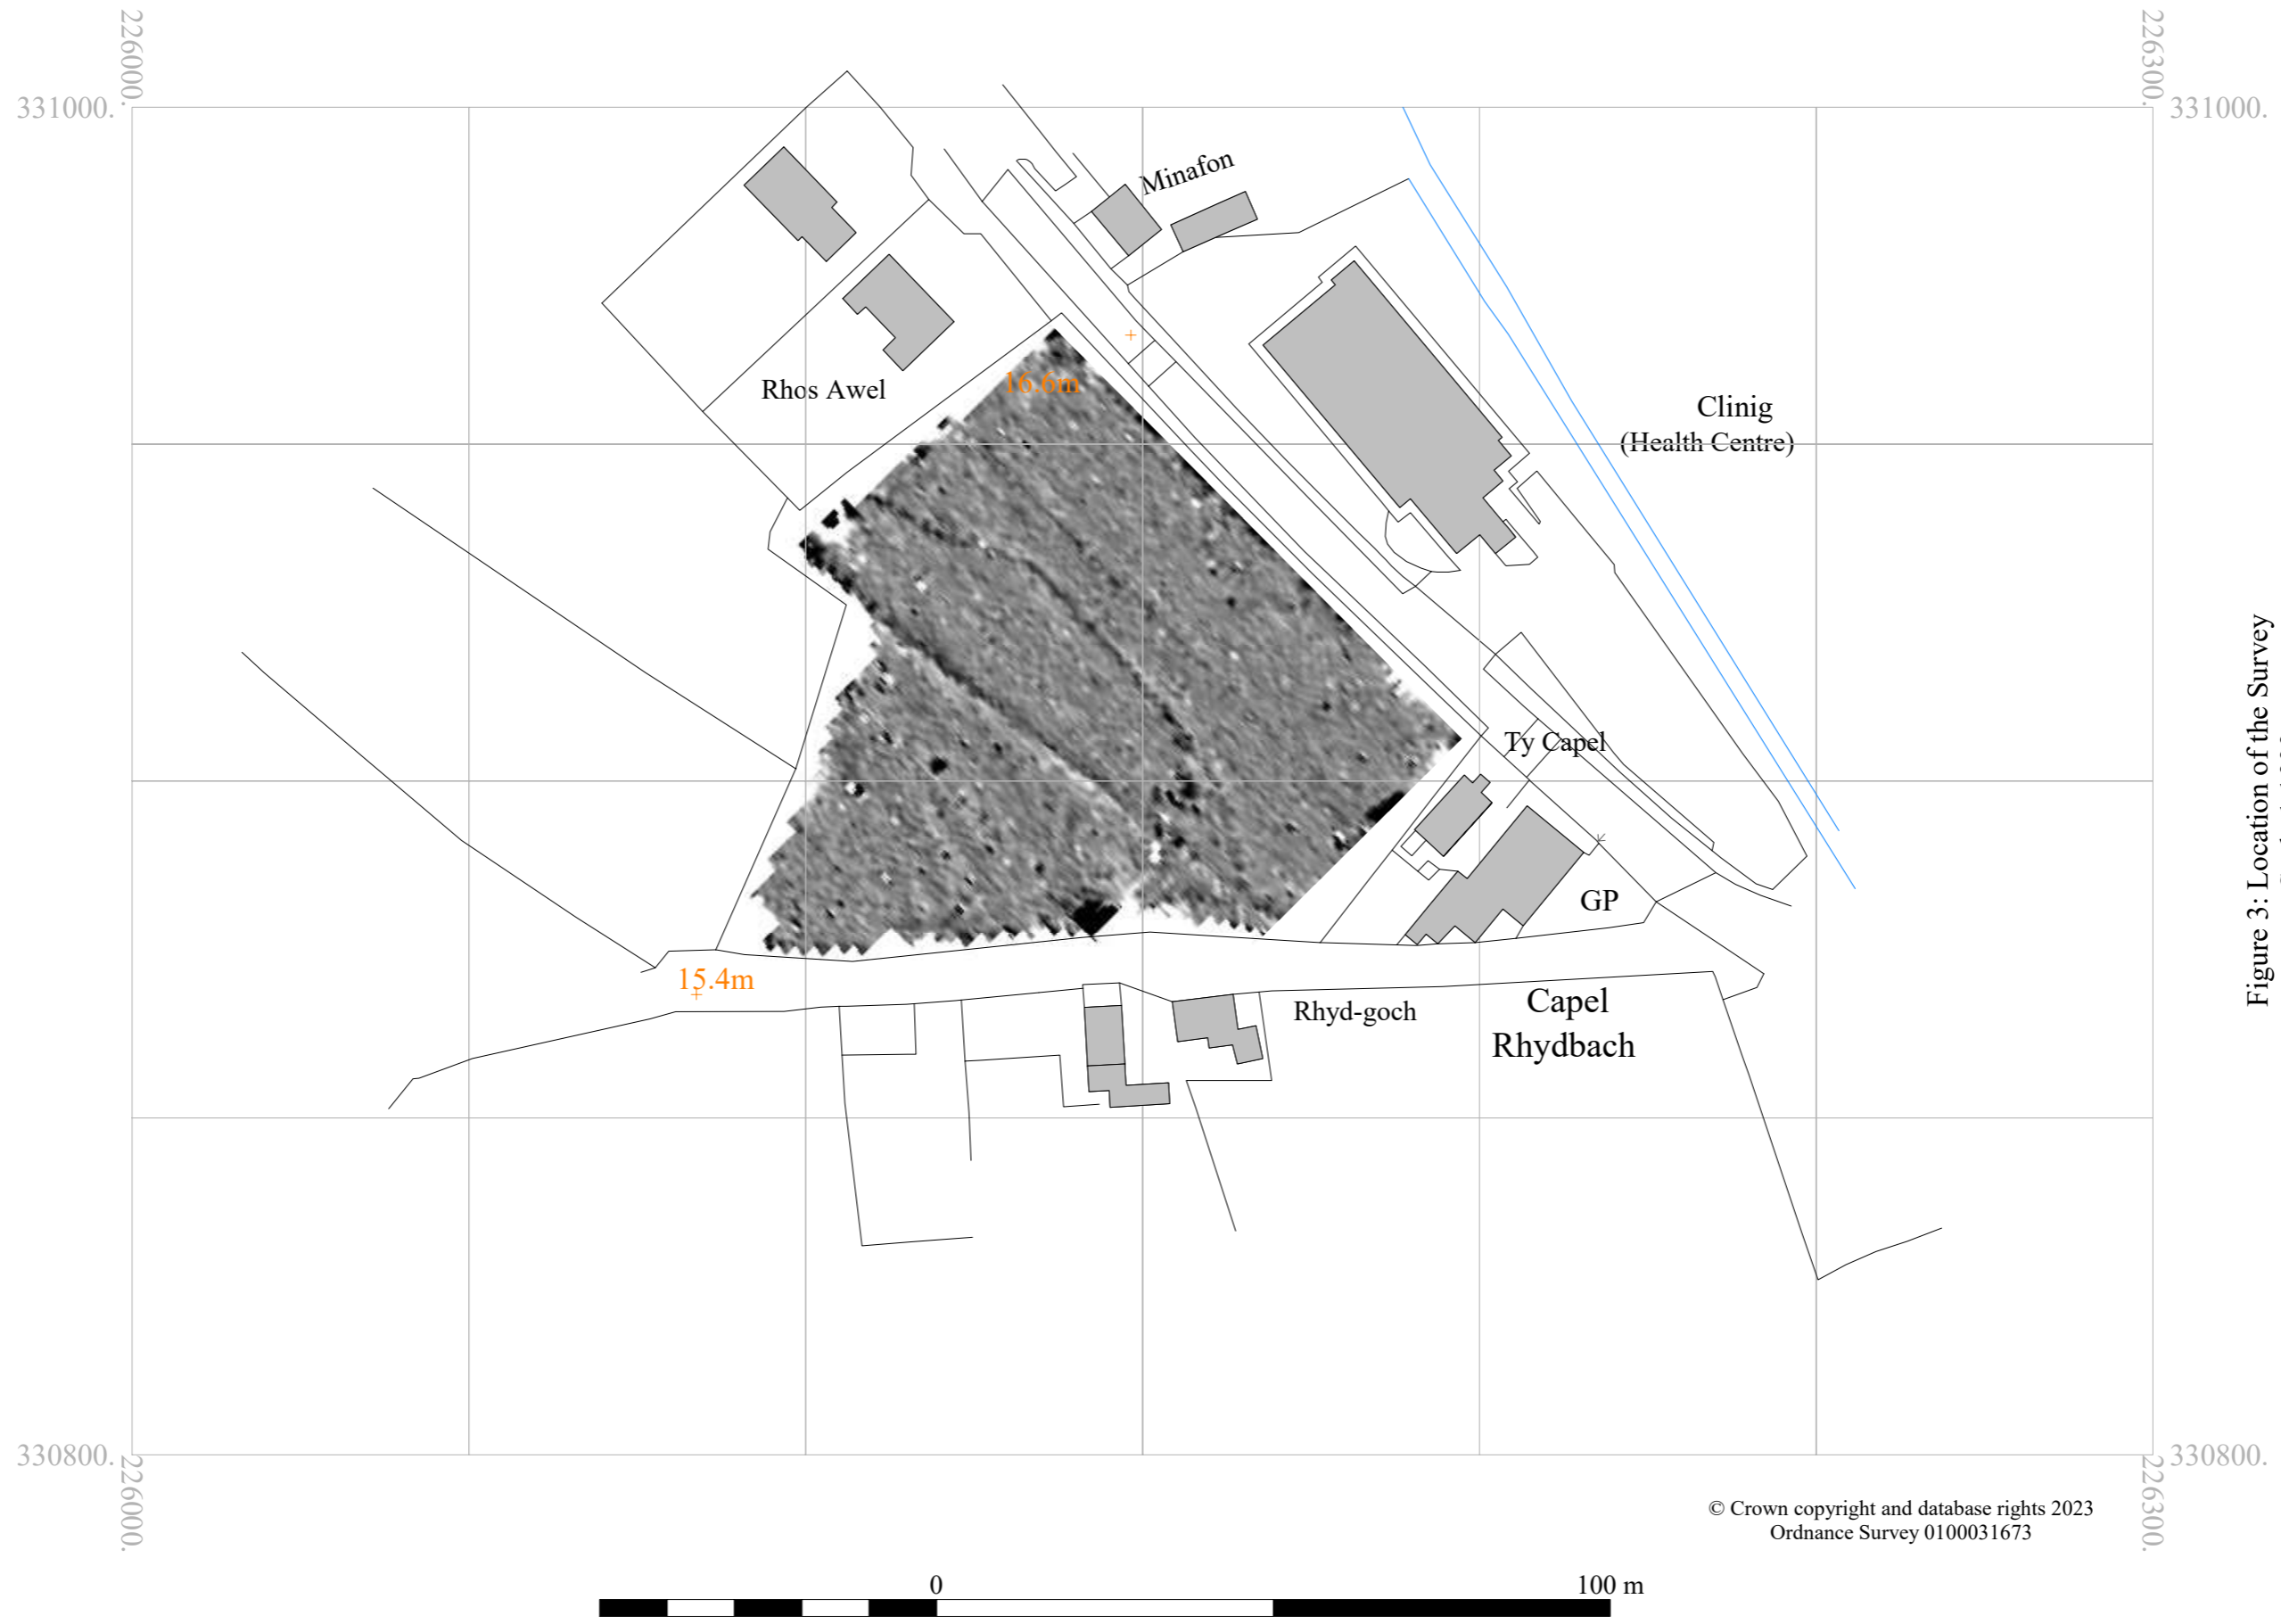 226000.
226300.
331000.
331000.
Minafon
16.6m
Rhos Awel
Clinig
(Health Centre)
Ty Capel
GP
15.4m
Rhyd-goch
Capel
Rhydbach
Figure 3: Location of the Survey
330800.
330800.
226000.
226300.
© Crown copyright and database rights 2023
Ordnance Survey 0100031673
0
100 m